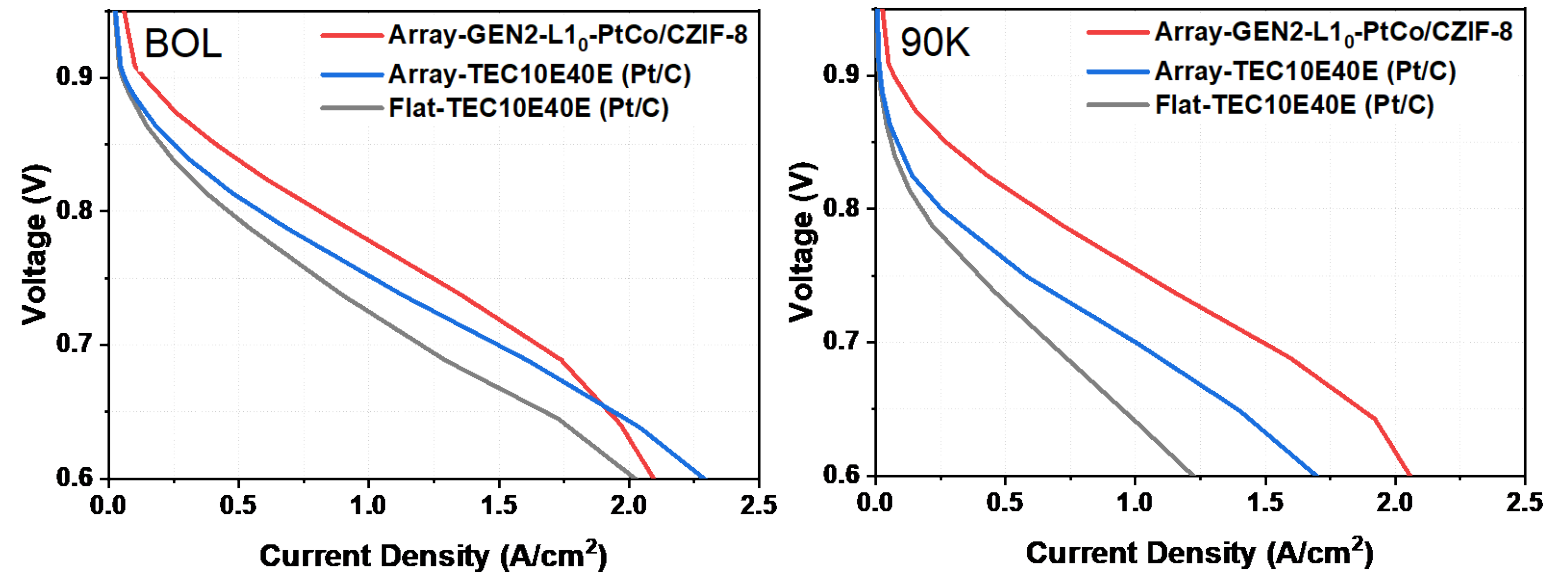 BOL
Array-GEN2-L1₀-PtCo/CZIF-8
Array-TEC10E40E (Pt/C)
Flat-TEC10E40E (Pt/C)
Voltage (V)
0.9
0.8
0.7
0.6
0.0 0.5 1.0 1.5 2.0 2.5
Current Density (A/cm²)
90K
Array-GEN2-L1₀-PtCo/CZIF-8
Array-TEC10E40E (Pt/C)
Flat-TEC10E40E (Pt/C)
Voltage (V)
0.9
0.8
0.7
0.6
0.0 0.5 1.0 1.5 2.0 2.5
Current Density (A/cm²)